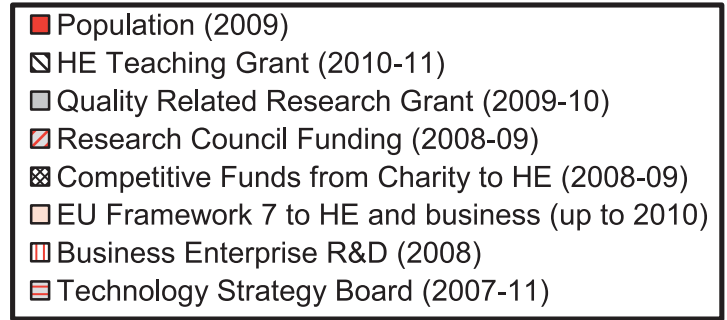 Population (2009)
HE Teaching Grant (2010-11)
Quality Related Research Grant (2009-10)
Research Council Funding (2008-09)
Competitive Funds from Charity to HE (2008-09)
EU Framework 7 to HE and business (up to 2010)
Business Enterprise R&D (2008)
Technology Strategy Board (2007-11)